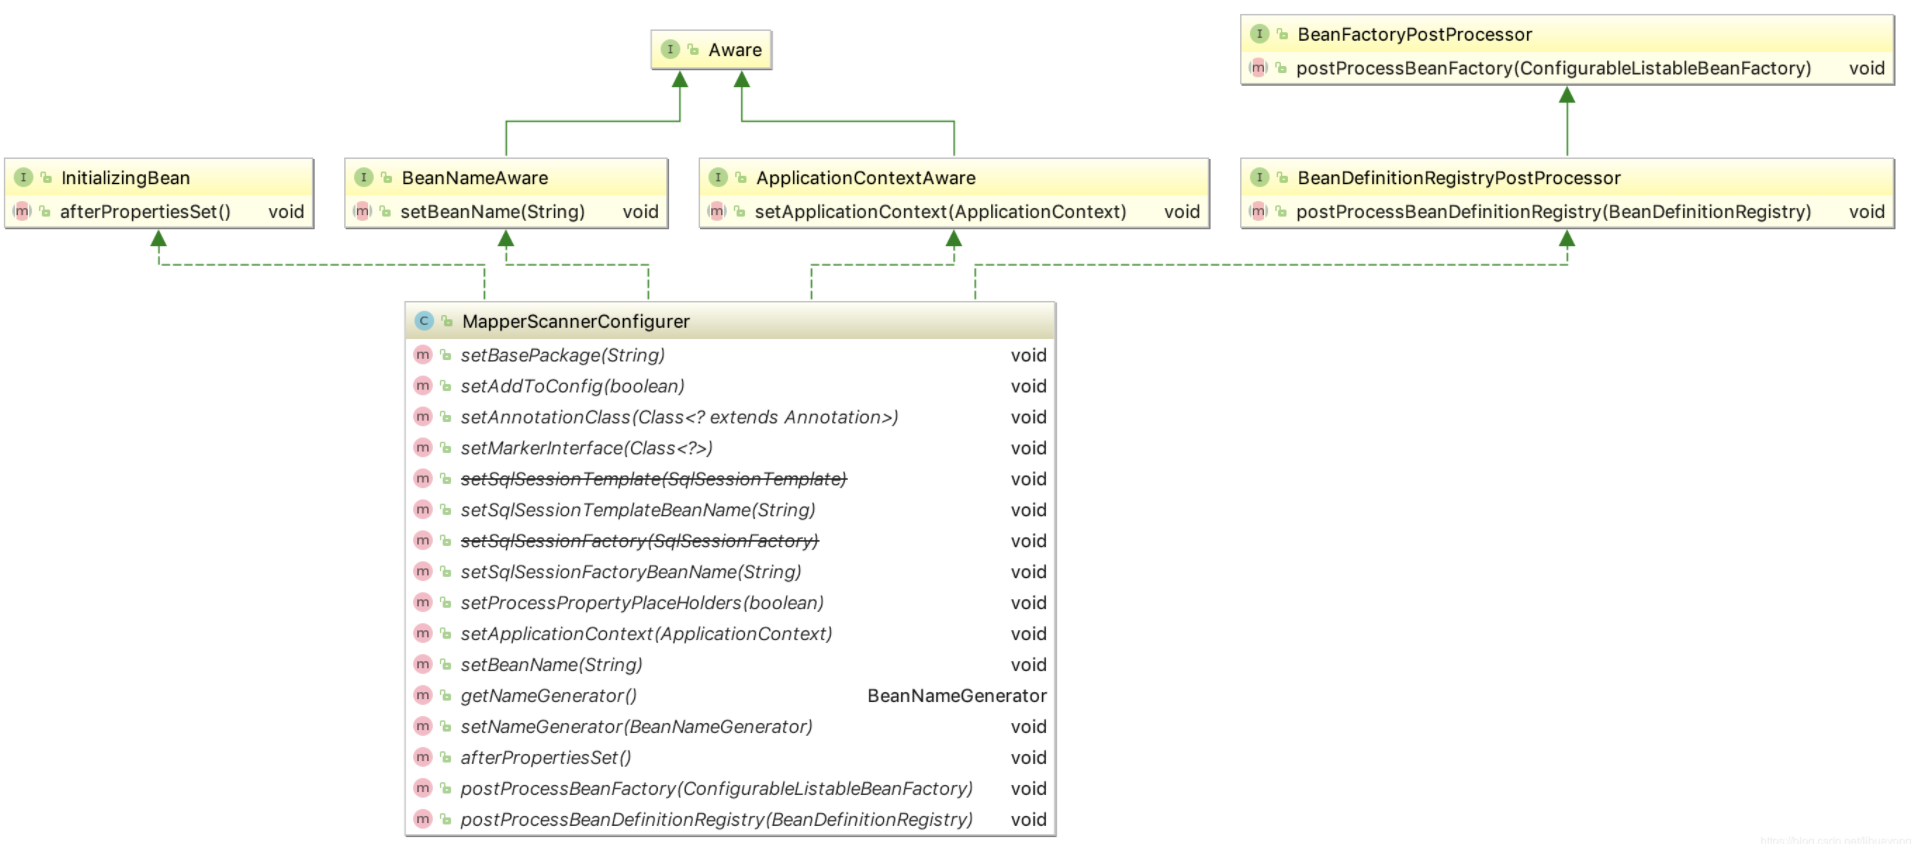 Aware
BeanFactoryPostProcessor
postProcessBeanFactory(ConfigurableListableBeanFactory) void
InitializingBean
afterPropertiesSet() void
BeanNameAware
setBeanName(String) void
ApplicationContextAware
setApplicationContext(ApplicationContext) void
BeanDefinitionRegistryPostProcessor
postProcessBeanDefinitionRegistry(BeanDefinitionRegistry) void
MapperScannerConfigurer
setBasePackage(String) void
setAddToConfig(boolean) void
setAnnotationClass(Class<? extends Annotation>) void
setMarkerInterface(Class<?>) void
setSqlSessionTemplate(SqlSessionTemplate) void
setSqlSessionTemplateBeanName(String) void
setSqlSessionFactory(SqlSessionFactory) void
setSqlSessionFactoryBeanName(String) void
setProcessPropertyPlaceHolders(boolean) void
setApplicationContext(ApplicationContext) void
setBeanName(String) void
getNameGenerator() BeanNameGenerator
setNameGenerator(BeanNameGenerator) void
afterPropertiesSet() void
postProcessBeanFactory(ConfigurableListableBeanFactory) void
postProcessBeanDefinitionRegistry(BeanDefinitionRegistry) void